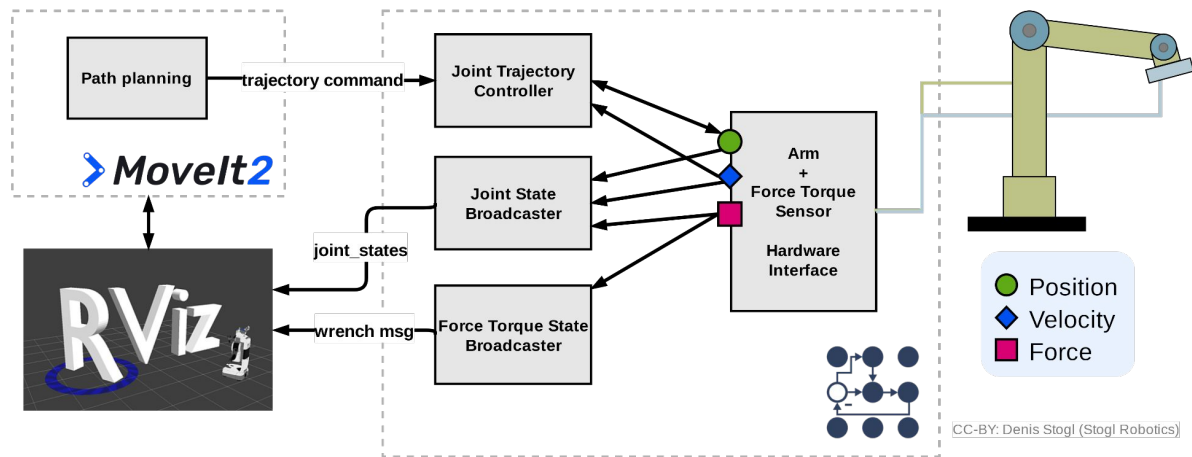 Path planning
trajectory command
MoveIt2
RViz
joint_states
wrench msg
Joint Trajectory
Controller
Joint State
Broadcaster
Force Torque State
Broadcaster
Arm
+
Force Torque
Sensor
Hardware
Interface
-
Position
Velocity
Force
CC-BY: Denis Stogl (Stogl Robotics)